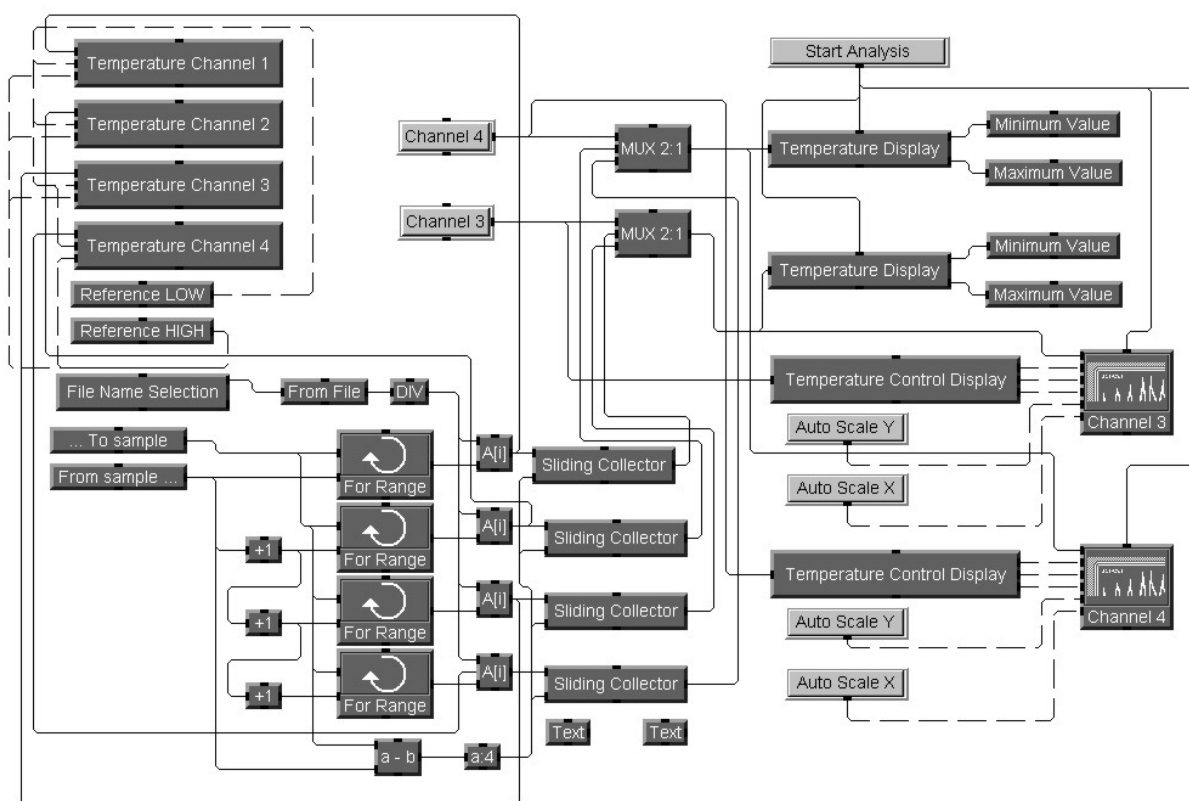 Start Analysis
Temperature Channel 1
Temperature Channel 2
Temperature Channel 3
Temperature Channel 4
Reference LOW
Reference HIGH
Channel 4
MUX 2:1
Temperature Display
Minimum Value
Maximum Value
Channel 3
MUX 2:1
Temperature Display
Minimum Value
Maximum Value
File Name Selection
From File
DIV
... To sample
From sample ...
For Range
A[i]
Sliding Collector
+1
For Range
A[i]
Sliding Collector
+1
For Range
A[i]
Sliding Collector
+1
For Range
A[i]
Sliding Collector
a - b
a:4
Text
Text
Temperature Control Display
Auto Scale Y
Auto Scale X
Channel 3
Temperature Control Display
Auto Scale Y
Auto Scale X
Channel 4